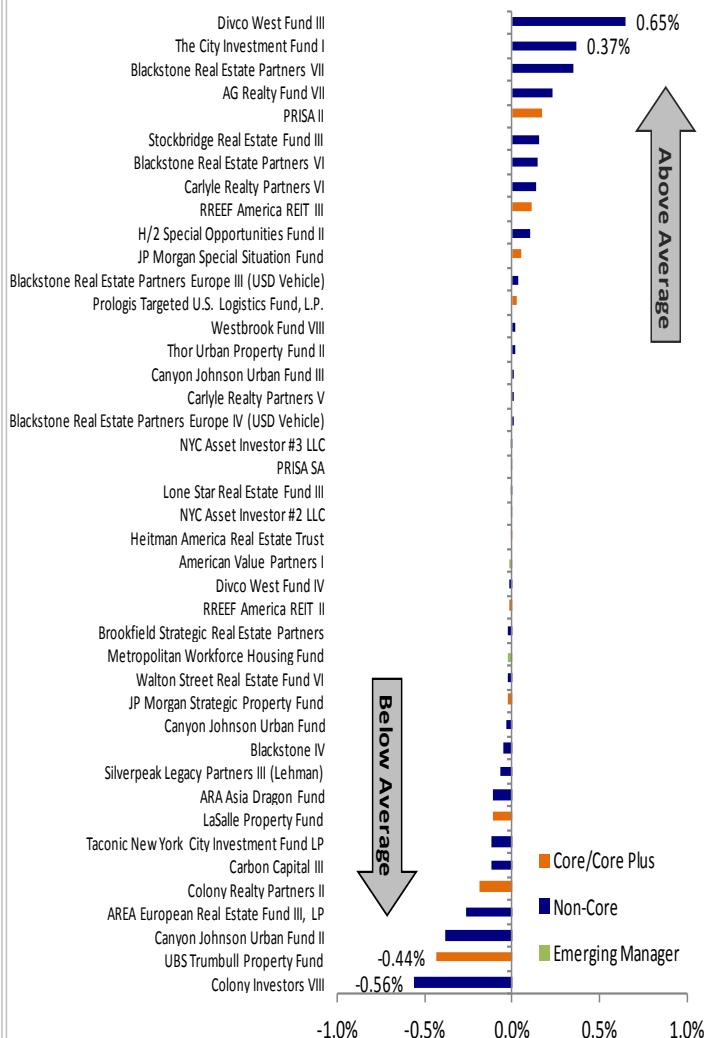 Divco West Fund III
0.65%
The City Investment Fund I
0.37%
Blackstone Real Estate Partners VII
AG Realty Fund VII
PRISA II
Stockbridge Real Estate Fund III
Blackstone Real Estate Partners VI
Carlyle Realty Partners VI
RREEF America REIT III
H/2 Special Opportunities Fund II
JP Morgan Special Situation Fund
Blackstone Real Estate Partners Europe III (USD Vehicle)
Prologis Targeted U.S. Logistics Fund, L.P.
Westbrook Fund VIII
Thor Urban Property Fund II
Canyon Johnson Urban Fund III
Carlyle Realty Partners V
Blackstone Real Estate Partners Europe IV (USD Vehicle)
NYC Asset Investor #3 LLC
PRISA SA
Lone Star Real Estate Fund III
NYC Asset Investor #2 LLC
Heitman America Real Estate Trust
American Value Partners I
Divco West Fund IV
RREEF America REIT II
Brookfield Strategic Real Estate Partners
Metropolitan Workforce Housing Fund
Walton Street Real Estate Fund VI
JP Morgan Strategic Property Fund
Canyon Johnson Urban Fund
Blackstone IV
Silverpeak Legacy Partners III (Lehman)
ARA Asia Dragon Fund
LaSalle Property Fund
Taconic New York City Investment Fund LP
Carbon Capital III
Colony Realty Partners II
AREA European Real Estate Fund III, LP
Canyon Johnson Urban Fund II
UBS Trumbull Property Fund
-0.44%
Colony Investors VIII
-0.56%
Above Average
Below Average
Core/Core Plus
Non-Core
Emerging Manager
-1.0% -0.5% 0.0% 0.5% 1.0%